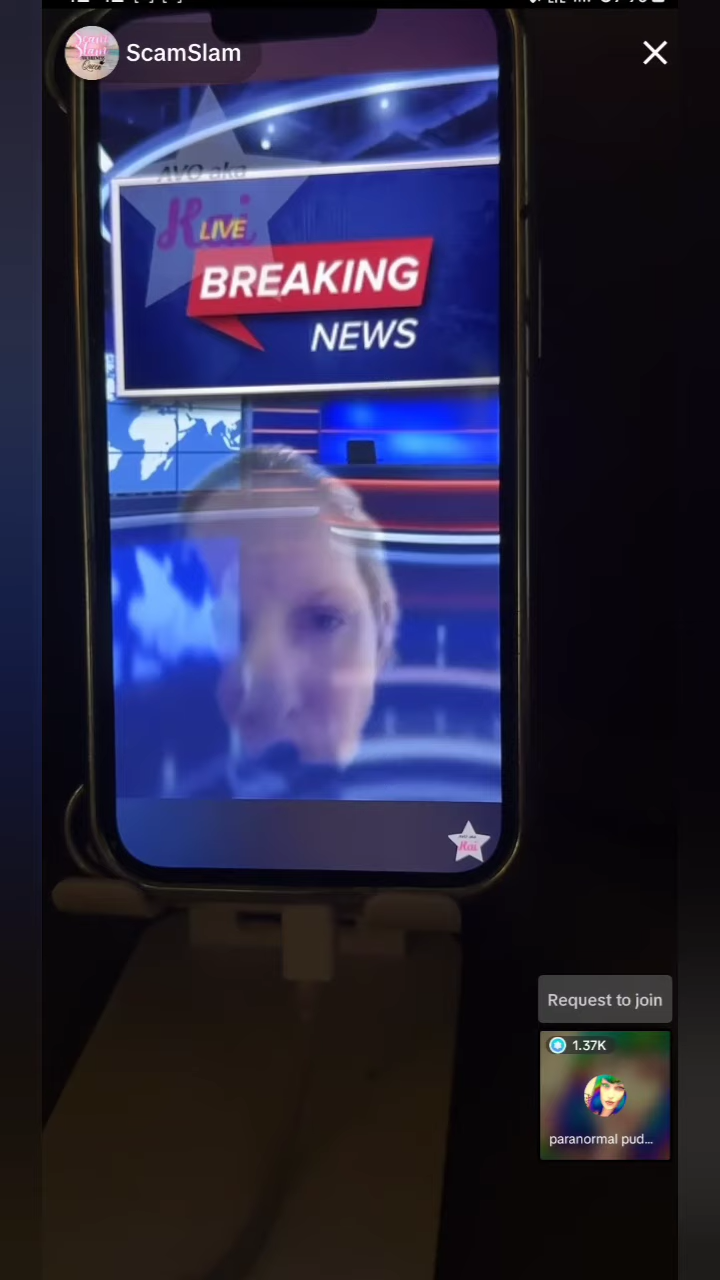 ScamSlam
AVO aka
Kai
LIVE
BREAKING
NEWS
Request to join
1.37K
paranormal pud...